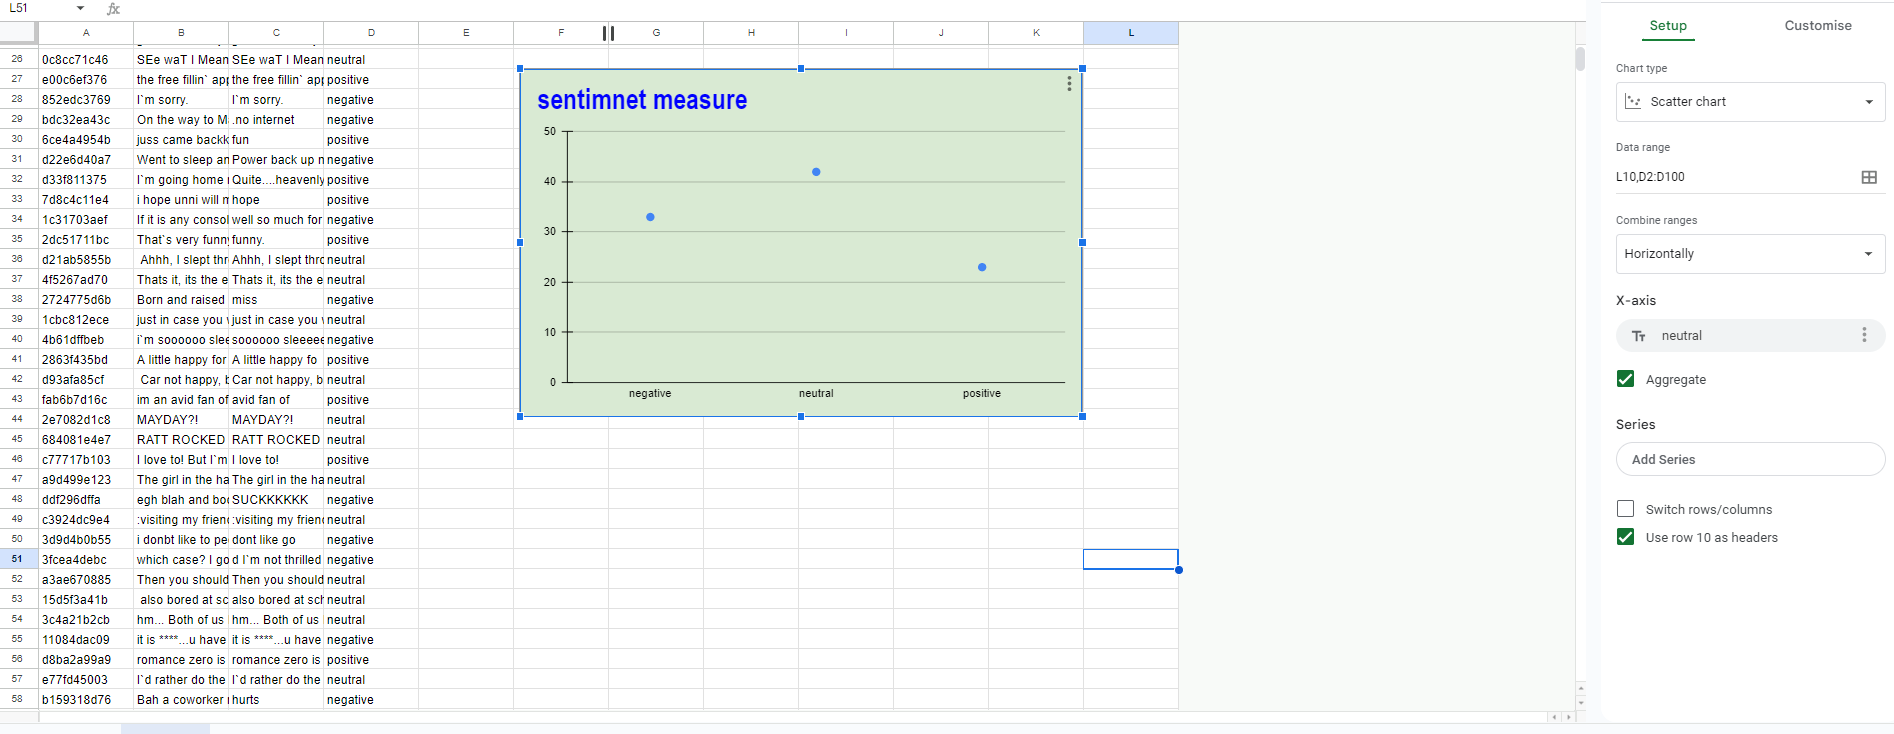 L51
fx
A B C D E F G H I J K L
26 0c8cc71c46 SEe waT I Mean SEe waT I Mean neutral
27 e00c6ef376 the free fillin` app the free fillin` app positive
28 852edc3769 I`m sorry. I`m sorry. negative
29 bdc32ea43c On the way to M .no internet negative
30 6ce4a4954b juss came backk fun positive
31 d22e6d40a7 Went to sleep an Power back up n negative
32 d33f811375 I`m going home Quite....heavenly positive
33 7d8c4c11e4 i hope unni will hope positive
34 1c31703aef If it is any consol well so much for negative
35 2dc51711bc That`s very funny funny. positive
36 d21ab5855b Ahhh, I slept thr Ahhh, I slept thro neutral
37 4f5267ad70 Thats it, its the e Thats it, its the e neutral
38 2724775d6b Born and raised miss negative
39 1cbc812ece just in case you just in case you neutral
40 4b61dffbeb i`m soooooo slee soooooo sleeeee negative
41 2863f435bd A little happy for A little happy fo positive
42 d93afa85cf Car not happy, b Car not happy, b neutral
43 fab6b7d16c im an avid fan of avid fan of positive
44 2e7082d1c8 MAYDAY?! MAYDAY?! neutral
45 684081e4e7 RATT ROCKED RATT ROCKED neutral
46 c77717b103 I love to! But I`m I love to! positive
47 a9d499e123 The girl in the ha The girl in the ha neutral
48 ddf296dffa egh blah and boo SUCKKKKKK negative
49 c3924dc9e4 :visiting my frien :visiting my friend neutral
50 3d9d4b0b55 i donbt like to pe dont like go negative
51 3fcea4debc which case? I go d I`m not thrilled negative
52 a3ae670885 Then you should Then you should neutral
53 15d5f3a41b also bored at sc also bored at sch neutral
54 3c4a21b2cb hm... Both of us hm... Both of us neutral
55 11084dac09 it is ****...u have it is ****...u have negative
56 d8ba2a99a9 romance zero is romance zero is positive
57 e77fd45003 I`d rather do the I`d rather do the neutral
58 b159318d76 Bah a coworker hurts negative
sentimnet measure
50
40
30
20
10
0
negative neutral positive
Setup Customise
Chart type
Scatter chart
Data range
L10,D2:D100
Combine ranges
Horizontally
X-axis
neutral
Aggregate
Series
Add Series
Switch rows/columns
Use row 10 as headers